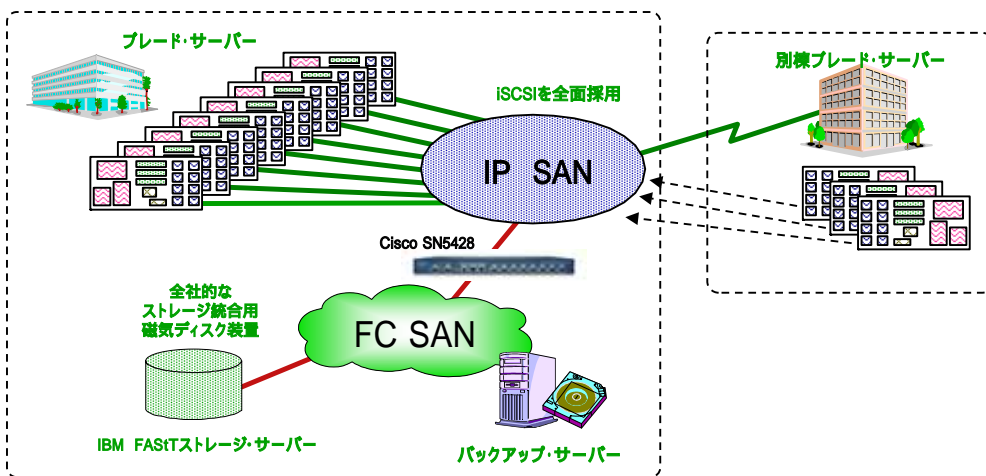 ブレード・サーバー
別棟ブレード・サーバー
iSCSIを全面採用
IP SAN
Cisco SN5428
全社的な
ストレージ統合用
磁気ディスク装置
FC SAN
IBM FAStTストレージ・サーバー
バックアップ・サーバー